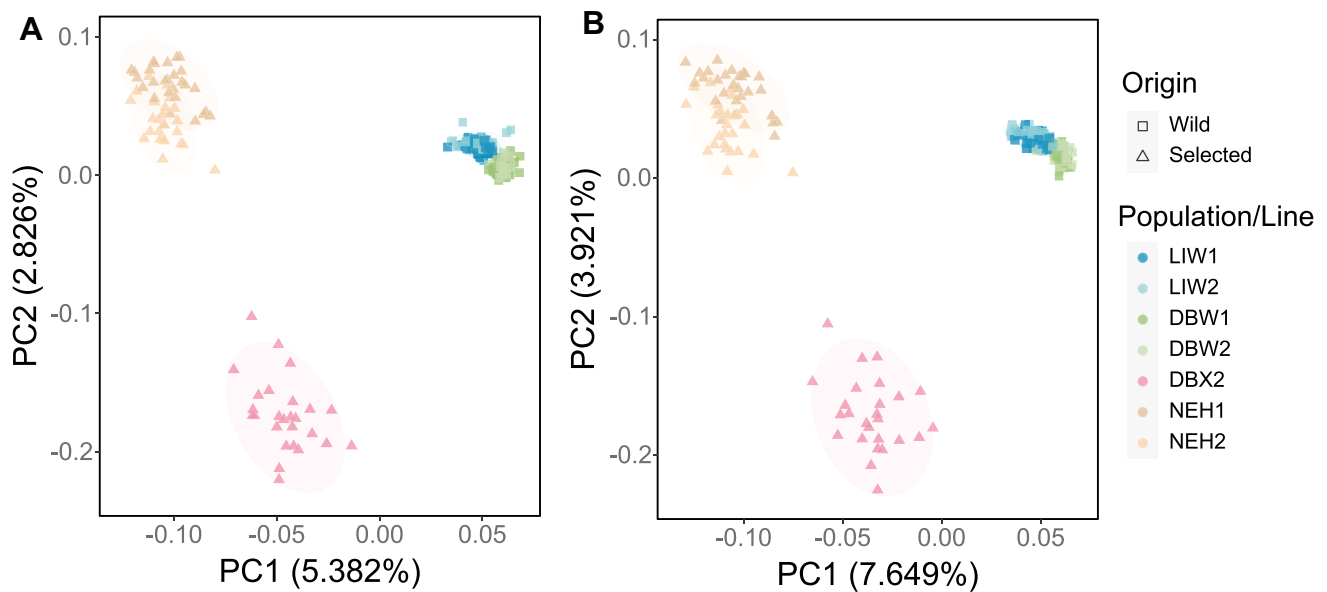 A
PC2 (2.826%)
0.1
0.0
-0.1
-0.2
-0.10
-0.05
0.00
0.05
PC1 (5.382%)
B
PC2 (3.921%)
0.1
0.0
-0.1
-0.2
-0.10
-0.05
0.00
0.05
PC1 (7.649%)
Origin
Wild
Selected
Population/Line
LIW1
LIW2
DBW1
DBW2
DBX2
NEH1
NEH2